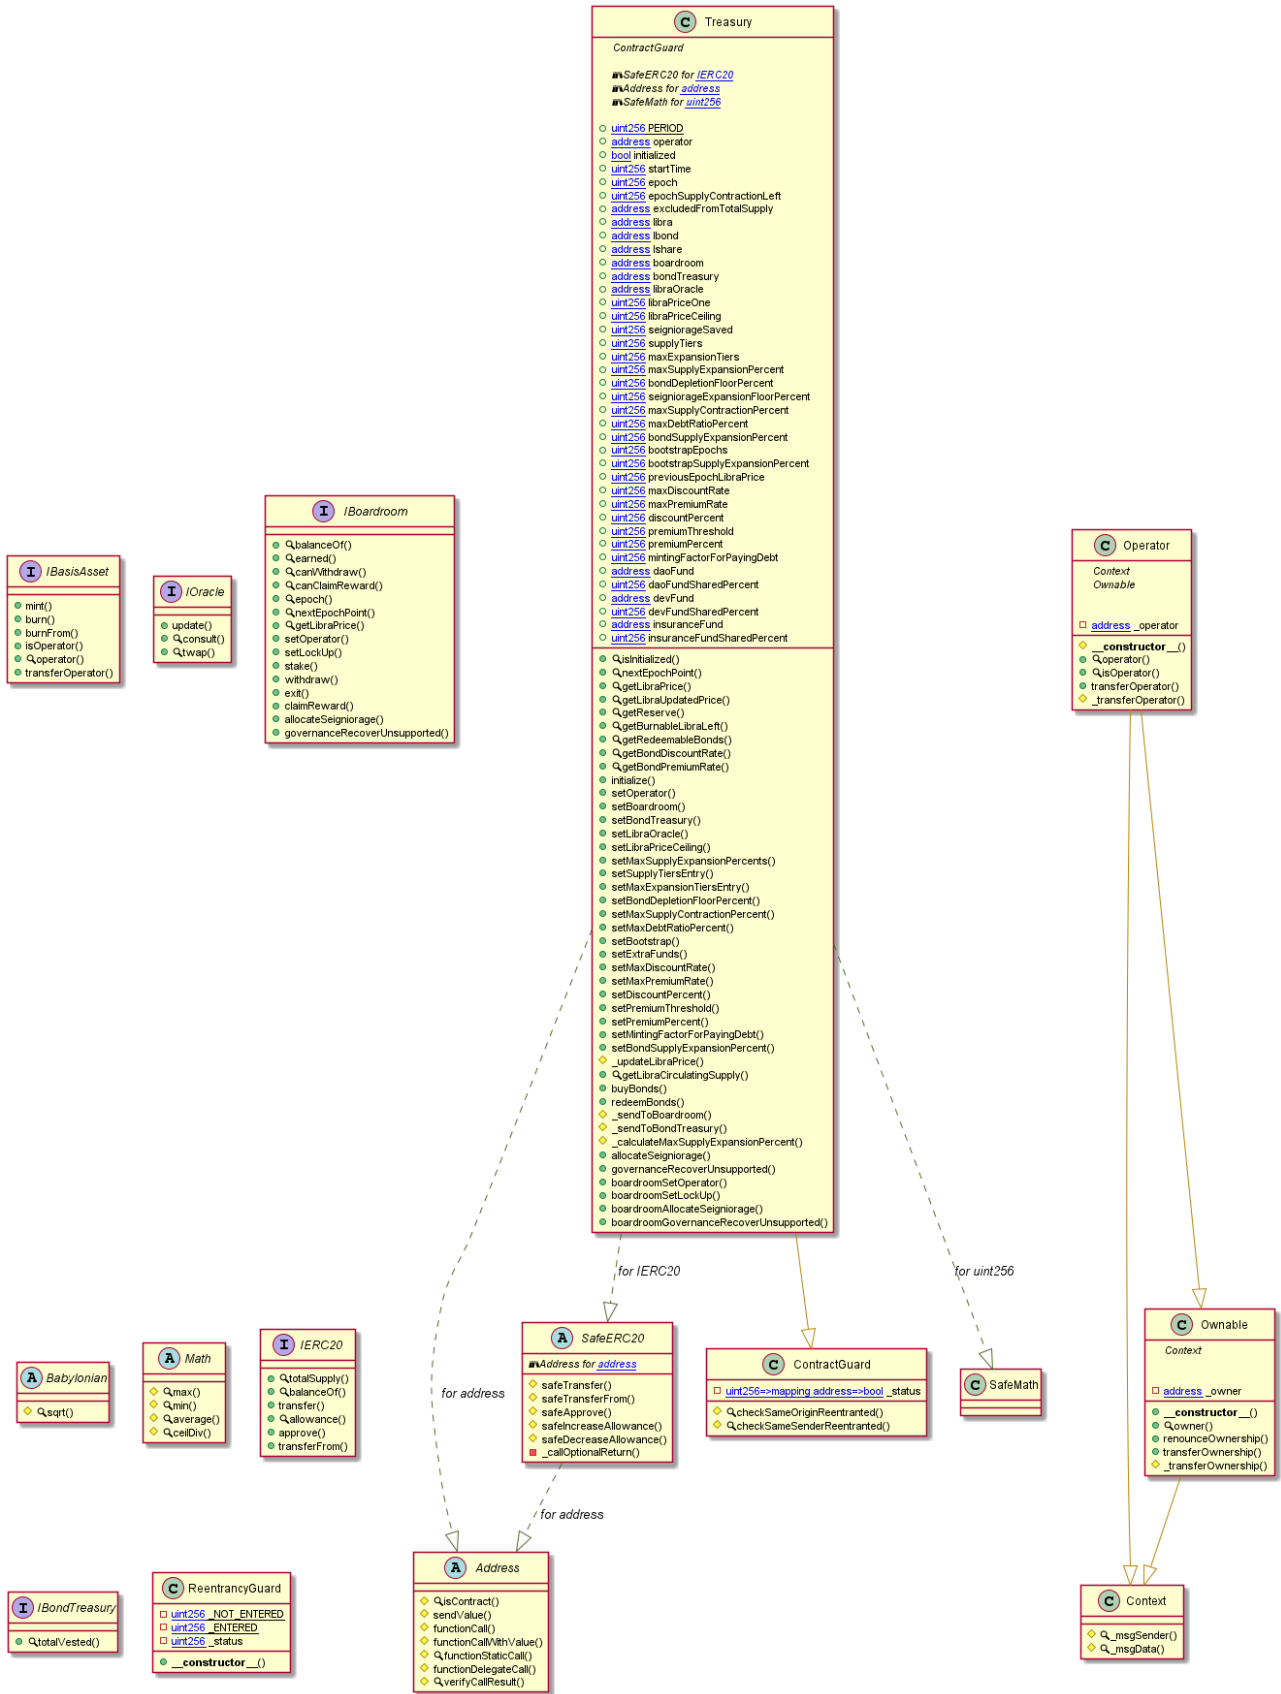 C Treasury
ContractGuard
SafeERC20 for IERC20
Address for address
SafeMath for uint256
uint256 PERIOD
address operator
bool initialized
uint256 startTime
uint256 epoch
uint256 epochSupplyContractionLeft
address excludedFromTotalSupply
address libra
address lbond
address lshare
address boardroom
address bondTreasury
address libraOracle
uint256 libraPriceOne
uint256 libraPriceCeiling
uint256 seigniorageSaved
uint256 supplyTiers
uint256 maxExpansionTiers
uint256 maxSupplyExpansionPercent
uint256 bondDepletionFloorPercent
uint256 seigniorageExpansionFloorPercent
uint256 maxSupplyContractionPercent
uint256 maxDebtRatioPercent
uint256 bondSupplyExpansionPercent
uint256 bootstrapEpochs
uint256 bootstrapSupplyExpansionPercent
uint256 previousEpochLibraPrice
uint256 maxDiscountRate
uint256 maxPremiumRate
uint256 discountPercent
uint256 premiumThreshold
uint256 premiumPercent
uint256 mintingFactorForPayingDebt
address daoFund
uint256 daoFundSharedPercent
address devFund
uint256 devFundSharedPercent
address insuranceFund
uint256 insuranceFundSharedPercent
isInitialized()
nextEpochPoint()
getLibraPrice()
getLibraUpdatedPrice()
getReserve()
getBurnableLibraLeft()
getRedeemableBonds()
getBondDiscountRate()
getBondPremiumRate()
initialize()
setOperator()
setBoardroom()
setBondTreasury()
setLibraOracle()
setLibraPriceCeiling()
setMaxSupplyExpansionPercents()
setSupplyTiersEntry()
setMaxExpansionTiersEntry()
setBondDepletionFloorPercent()
setMaxSupplyContractionPercent()
setMaxDebtRatioPercent()
setBootstrap()
setExtraFunds()
setMaxDiscountRate()
setMaxPremiumRate()
setDiscountPercent()
setPremiumThreshold()
setPremiumPercent()
setMintingFactorForPayingDebt()
setBondSupplyExpansionPercent()
_updateLibraPrice()
getLibraCirculatingSupply()
buyBonds()
redeemBonds()
_sendToBoardroom()
_sendToBondTreasury()
_calculateMaxSupplyExpansionPercent()
allocateSeigniorage()
governanceRecoverUnsupported()
boardroomSetOperator()
boardroomSetLockUp()
boardroomAllocateSeigniorage()
boardroomGovernanceRecoverUnsupported()
I IBasisAsset
mint()
burn()
burnFrom()
isOperator()
operator()
transferOperator()
I IOracle
update()
consult()
twap()
I IBoardroom
balanceOf()
earned()
canWithdraw()
canClaimReward()
epoch()
nextEpochPoint()
getLibraPrice()
setOperator()
setLockUp()
stake()
withdraw()
exit()
claimReward()
allocateSeigniorage()
governanceRecoverUnsupported()
C Operator
Context
Ownable
address _operator
__constructor__()
operator()
isOperator()
transferOperator()
_transferOperator()
for IERC20
for uint256
for address
A Babylonian
sqrt()
A Math
max()
min()
average()
ceilDiv()
I IERC20
totalSupply()
balanceOf()
transfer()
allowance()
approve()
transferFrom()
A SafeERC20
Address for address
safeTransfer()
safeTransferFrom()
safeApprove()
safeIncreaseAllowance()
safeDecreaseAllowance()
_callOptionalReturn()
C ContractGuard
uint256=>mapping address=>bool _status
checkSameOriginReentranted()
checkSameSenderReentranted()
C SafeMath
C Ownable
Context
address _owner
__constructor__()
owner()
renounceOwnership()
transferOwnership()
_transferOwnership()
for address
I IBondTreasury
totalVested()
C ReentrancyGuard
uint256 _NOT_ENTERED
uint256 _ENTERED
uint256 _status
__constructor__()
A Address
isContract()
sendValue()
functionCall()
functionCallWithValue()
functionStaticCall()
functionDelegateCall()
verifyCallResult()
C Context
_msgSender()
_msgData()